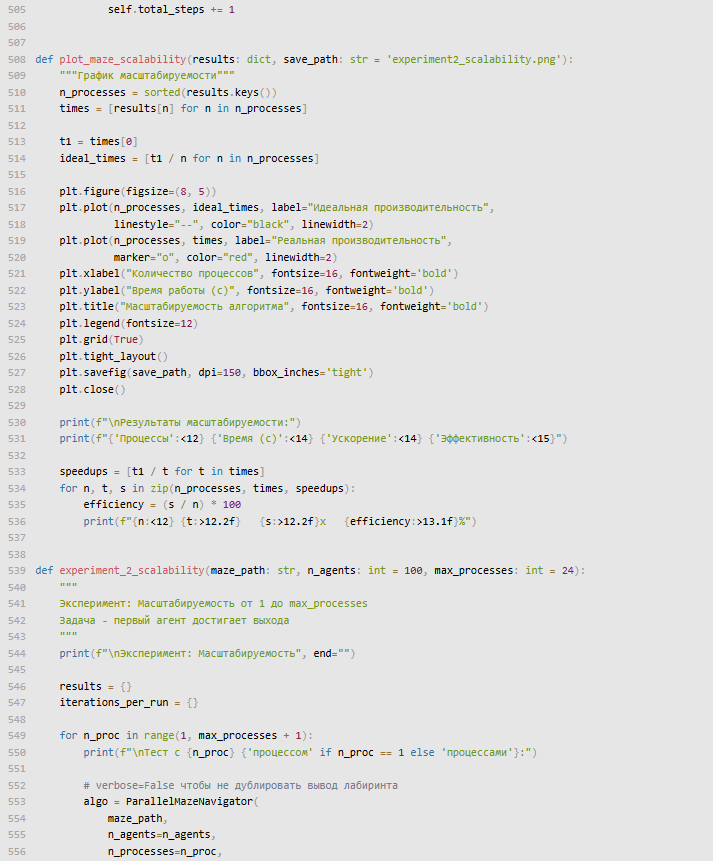 505             self.total_steps += 1
506
507
508 def plot_maze_scalability(results: dict, save_path: str = 'experiment2_scalability.png'):
509     """График масштабируемости"""
510     n_processes = sorted(results.keys())
511     times = [results[n] for n in n_processes]
512
513     t1 = times[0]
514     ideal_times = [t1 / n for n in n_processes]
515
516     plt.figure(figsize=(8, 5))
517     plt.plot(n_processes, ideal_times, label="Идеальная производительность",
518              linestyle="--", color="black", linewidth=2)
519     plt.plot(n_processes, times, label="Реальная производительность",
520              marker="o", color="red", linewidth=2)
521     plt.xlabel("Количество процессов", fontsize=16, fontweight='bold')
522     plt.ylabel("Время работы (с)", fontsize=16, fontweight='bold')
523     plt.title("Масштабируемость алгоритма", fontsize=16, fontweight='bold')
524     plt.legend(fontsize=12)
525     plt.grid(True)
526     plt.tight_layout()
527     plt.savefig(save_path, dpi=150, bbox_inches='tight')
528     plt.close()
529
530     print(f"\nРезультаты масштабируемости:")
531     print(f"{'Процессы':<12} {'Время (с)':<14} {'Ускорение':<14} {'Эффективность':<15}")
532
533     speedups = [t1 / t for t in times]
534     for n, t, s in zip(n_processes, times, speedups):
535         efficiency = (s / n) * 100
536         print(f"{n:<12} {t:>12.2f}   {s:>12.2f}x   {efficiency:>13.1f}%")
537
538
539 def experiment_2_scalability(maze_path: str, n_agents: int = 100, max_processes: int = 24):
540     """
541     Эксперимент: Масштабируемость от 1 до max_processes
542     Задача - первый агент достигает выхода
543     """
544     print(f"\nЭксперимент: Масштабируемость", end="")
545
546     results = {}
547     iterations_per_run = {}
548
549     for n_proc in range(1, max_processes + 1):
550         print(f"\nТест с {n_proc} {'процессом' if n_proc == 1 else 'процессами'}:")
551
552         # verbose=False чтобы не дублировать вывод лабиринта
553         algo = ParallelMazeNavigator(
554             maze_path,
555             n_agents=n_agents,
556             n_processes=n_proc,